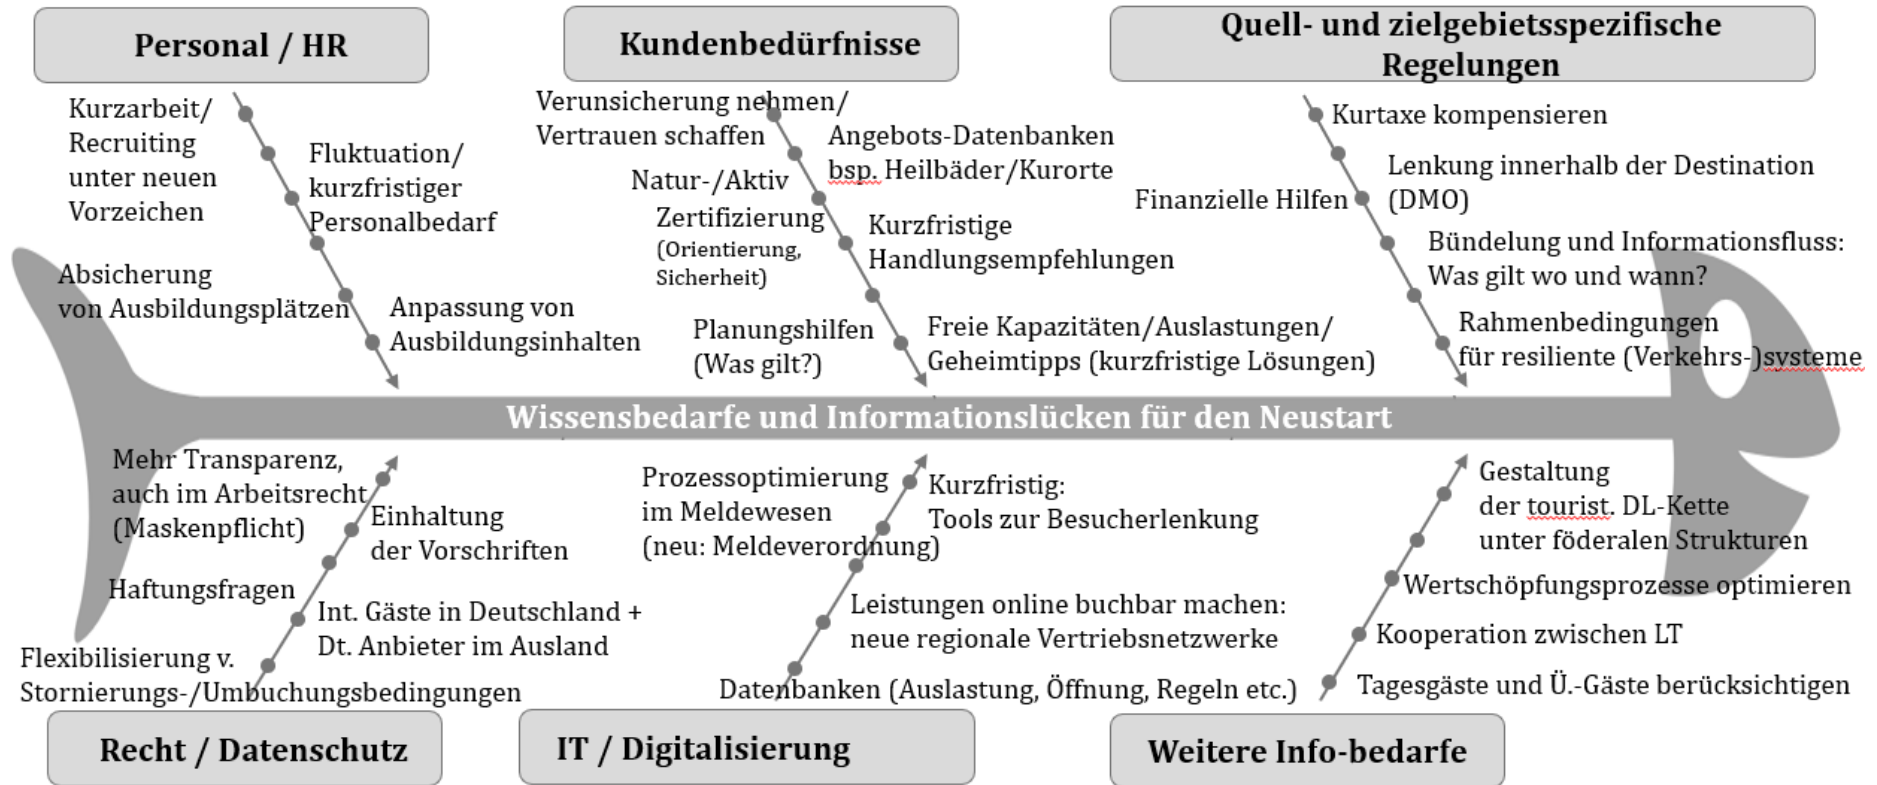 Personal / HR
Kurzarbeit/
Recruiting
unter neuen
Vorzeichen
Fluktuation/
kurzfristiger
Personalbedarf
Absicherung
von Ausbildungsplätzen
Anpassung von
Ausbildungsinhalten
Kundenbedürfnisse
Verunsicherung nehmen/
Vertrauen schaffen
Angebots-Datenbanken
bsp. Heilbäder/Kurorte
Natur-/Aktiv
Zertifizierung
(Orientierung,
Sicherheit)
Kurzfristige
Handlungsempfehlungen
Planungshilfen
(Was gilt?)
Freie Kapazitäten/Auslastungen/
Geheimtipps (kurzfristige Lösungen)
Quell- und zielgebietsspezifische
Regelungen
Kurtaxe kompensieren
Lenkung innerhalb der Destination
(DMO)
Finanzielle Hilfen
Bündelung und Informationsfluss:
Was gilt wo und wann?
Rahmenbedingungen
für resiliente (Verkehrs-)systeme
Wissensbedarfe und Informationslücken für den Neustart
Mehr Transparenz,
auch im Arbeitsrecht
(Maskenpflicht)
Einhaltung
der Vorschriften
Haftungsfragen
Int. Gäste in Deutschland +
Dt. Anbieter im Ausland
Flexibilisierung v.
Stornierungs-/Umbuchungsbedingungen
Recht / Datenschutz
Prozessoptimierung
im Meldewesen
(neu: Meldeverordnung)
Kurzfristig:
Tools zur Besucherlenkung
Leistungen online buchbar machen:
neue regionale Vertriebsnetzwerke
Datenbanken (Auslastung, Öffnung, Regeln etc.)
IT / Digitalisierung
Gestaltung
der tourist. DL-Kette
unter föderalen Strukturen
Wertschöpfungsprozesse optimieren
Kooperation zwischen LT
Tagesgäste und Ü.-Gäste berücksichtigen
Weitere Info-bedarfe